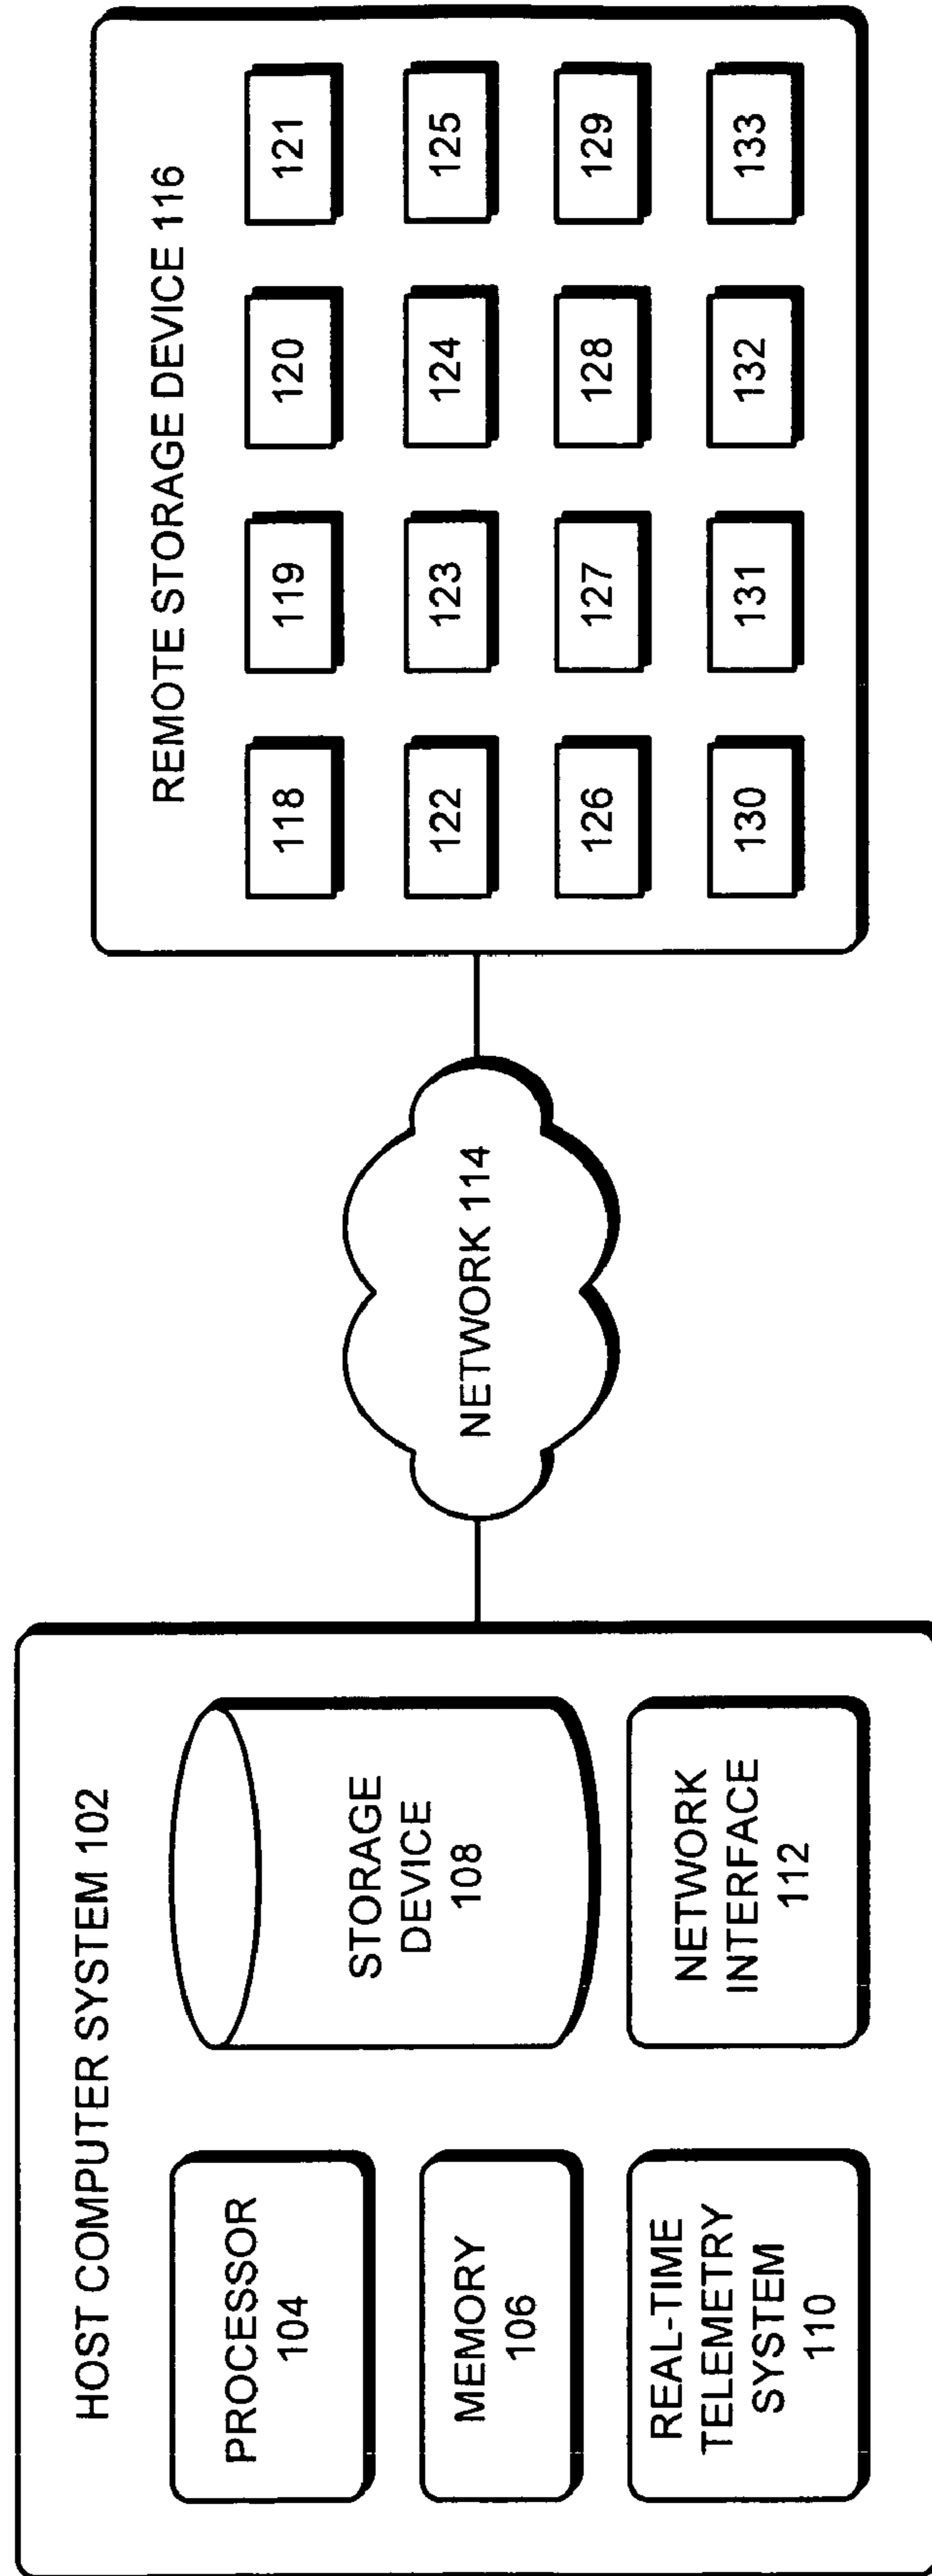 HOST COMPUTER SYSTEM 102
PROCESSOR
104
MEMORY
106
REAL-TIME
TELEMETRY
SYSTEM
110
STORAGE
DEVICE
108
NETWORK
INTERFACE
112
NETWORK 114
REMOTE STORAGE DEVICE 116
118
119
120
121
122
123
124
125
126
127
128
129
130
131
132
133